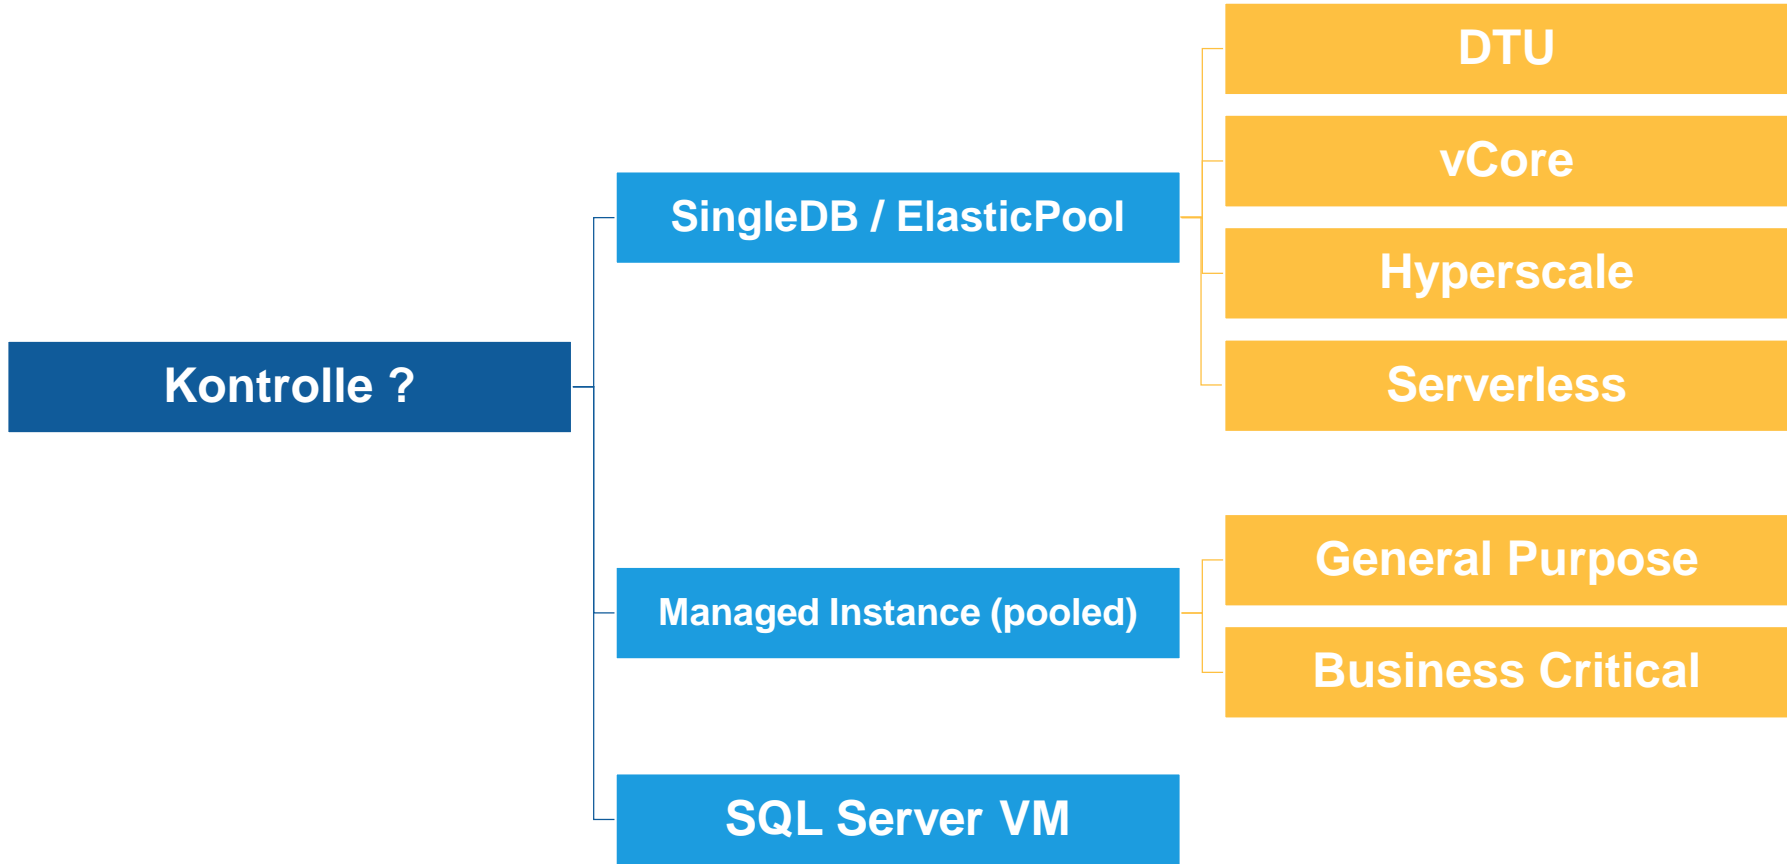 Kontrolle ?
SingleDB / ElasticPool
DTU
vCore
Hyperscale
Serverless
Managed Instance (pooled)
General Purpose
Business Critical
SQL Server VM